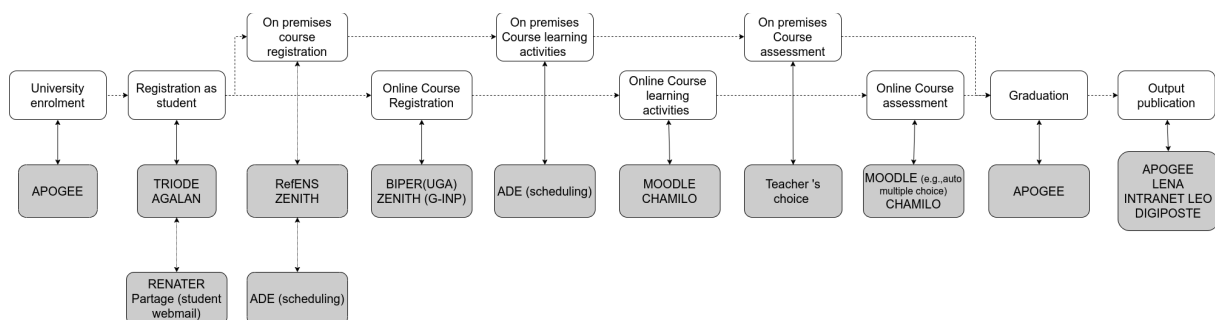 On premises
course
registration
On premises
Course learning
activities
On premises
Course
assessment
University
enrolment
Registration as
student
Online Course
Registration
Online Course
learning
activities
Online Course
assessment
Graduation
Output
publication
APOGEE
TRIODE
AGALAN
RefENS
ZENITH
BIPER(UGA)
ZENITH (G-INP)
ADE (scheduling)
MOODLE
CHAMILO
Teacher 's
choice
MOODLE (e.g.,auto
multiple choice)
CHAMILO
APOGEE
APOGEE
LENA
INTRANET LEO
DIGIPOSTE
RENATER
Partage (student
webmail)
ADE (scheduling)